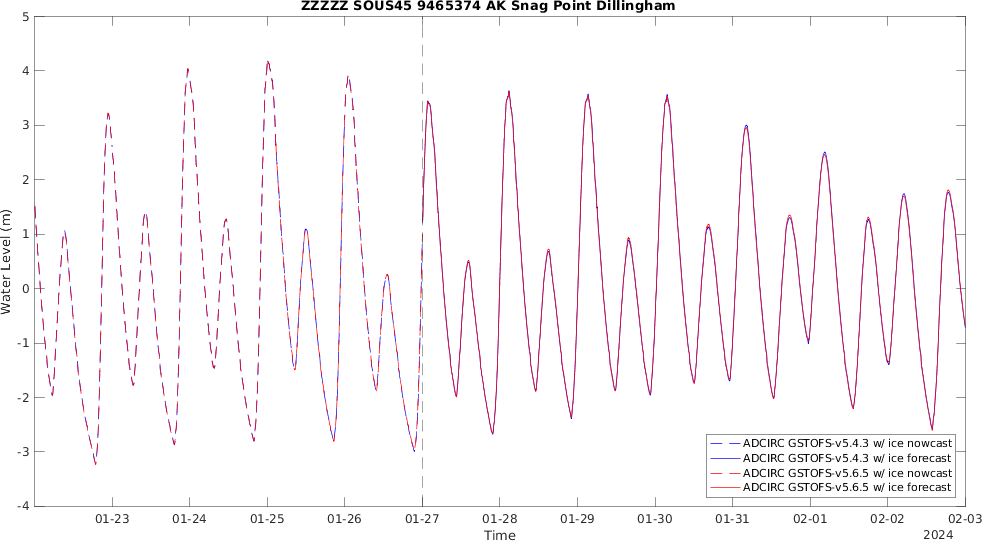 ZZZZZ SOUS45 9465374 AK Snag Point Dillingham
Water Level (m)
5
4
3
2
1
0
-1
-2
-3
-4
01-23 01-24 01-25 01-26 01-27 01-28 01-29 01-30 01-31 02-01 02-02 02-03
Time
2024
ADCIRC GSTOFS-v5.4.3 w/ ice nowcast
ADCIRC GSTOFS-v5.4.3 w/ ice forecast
ADCIRC GSTOFS-v5.6.5 w/ ice nowcast
ADCIRC GSTOFS-v5.6.5 w/ ice forecast